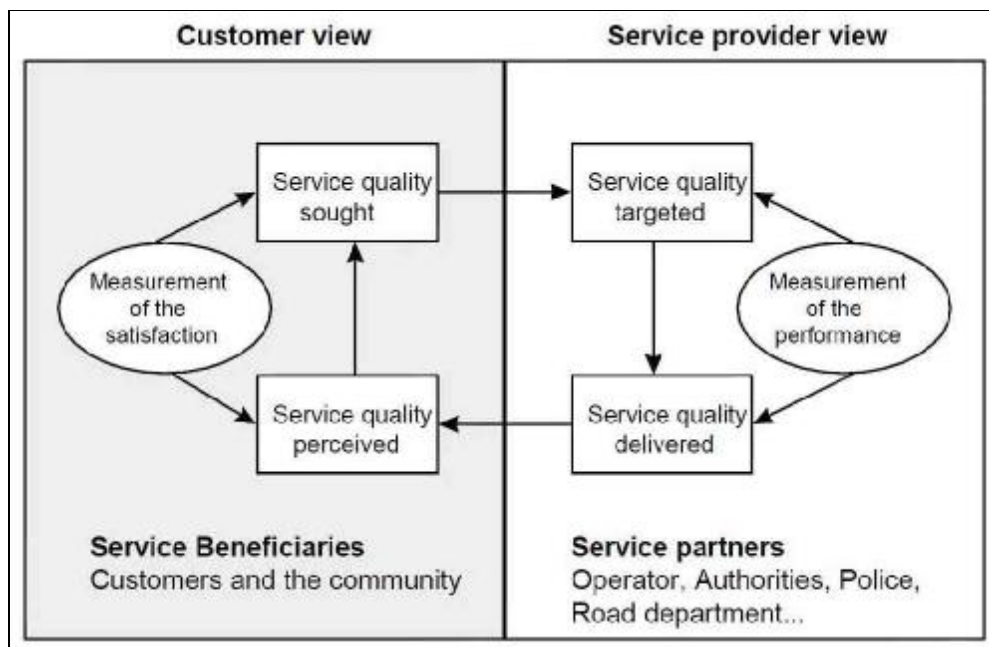 Customer view
Service provider view
Service quality
sought
Service quality
targeted
Measurement
of the
satisfaction
Measurement
of the
performance
Service quality
perceived
Service quality
delivered
Service Beneficiaries
Customers and the community
Service partners
Operator, Authorities, Police,
Road department...